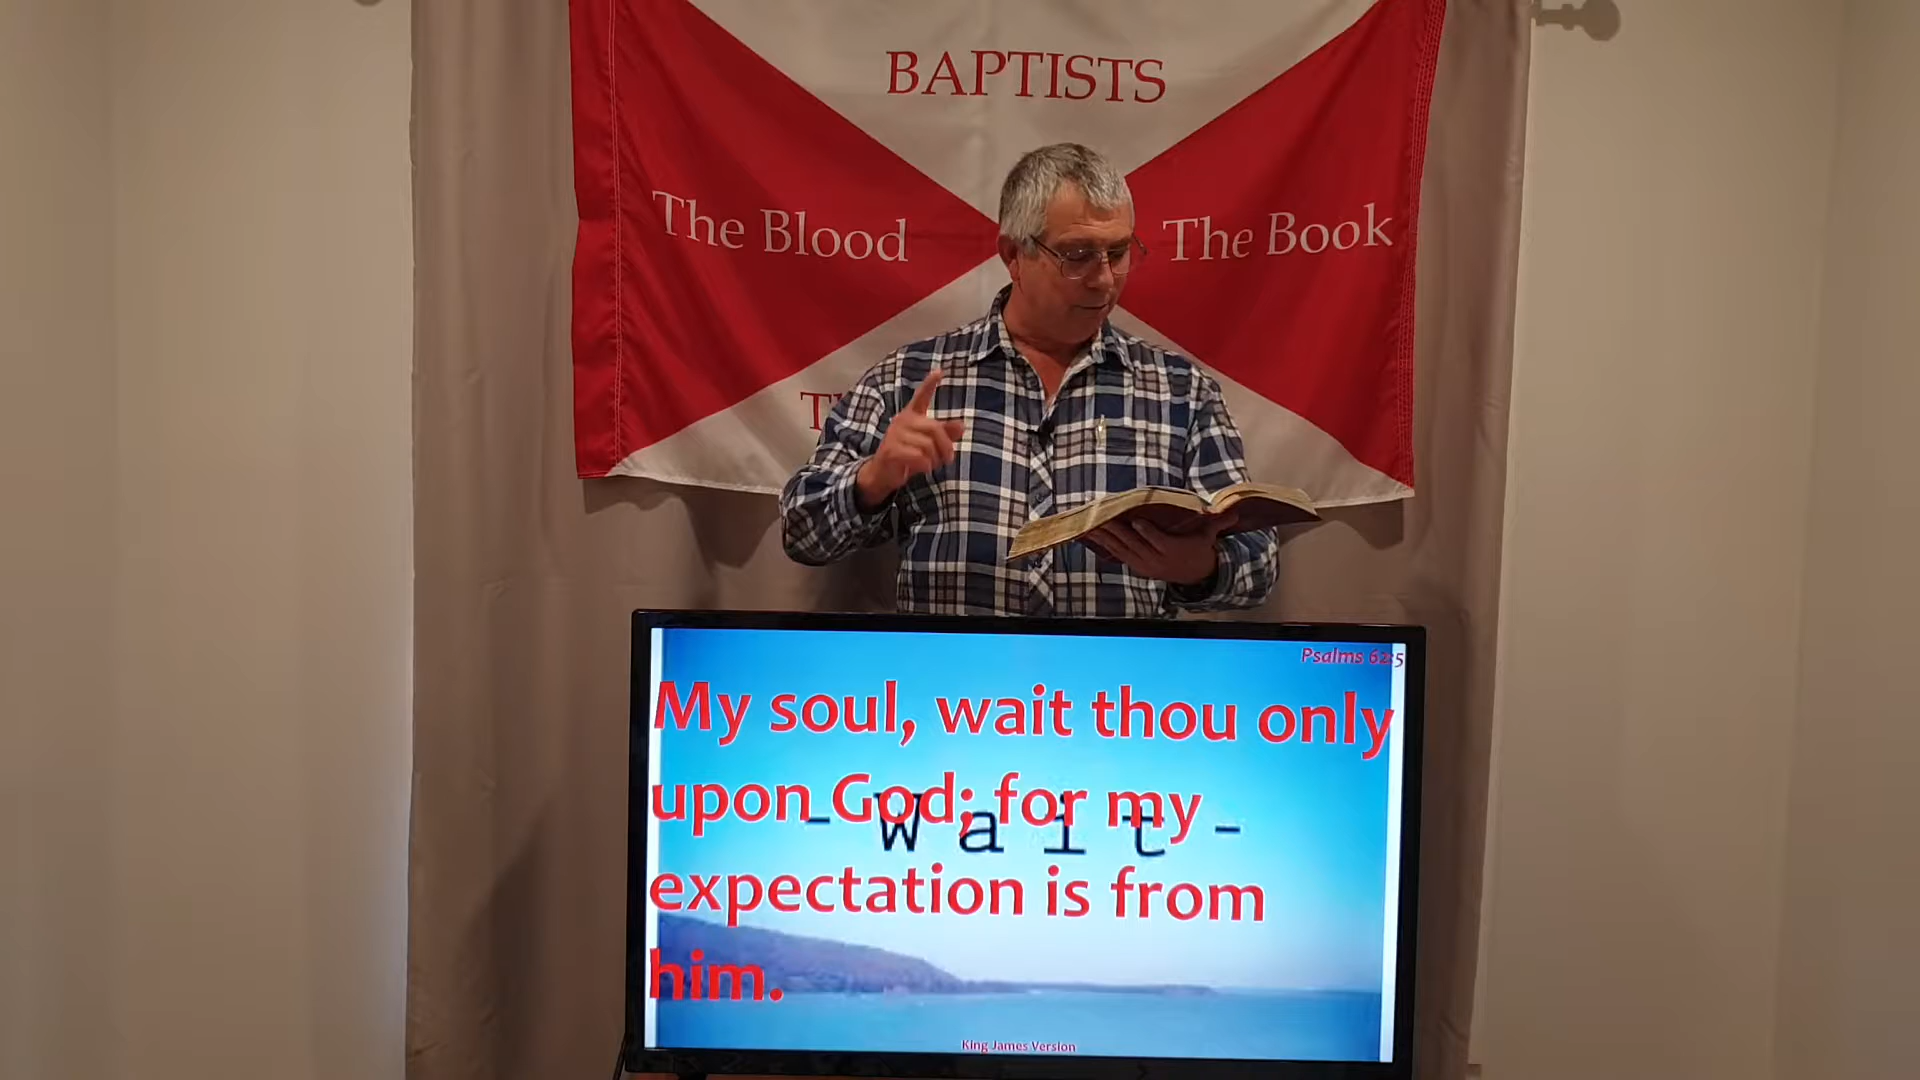 BAPTISTS
The Blood
The Book
Psalms 62:5
My soul, wait thou only
upon God; for my
- Wait -
expectation is from
him.
King James Version